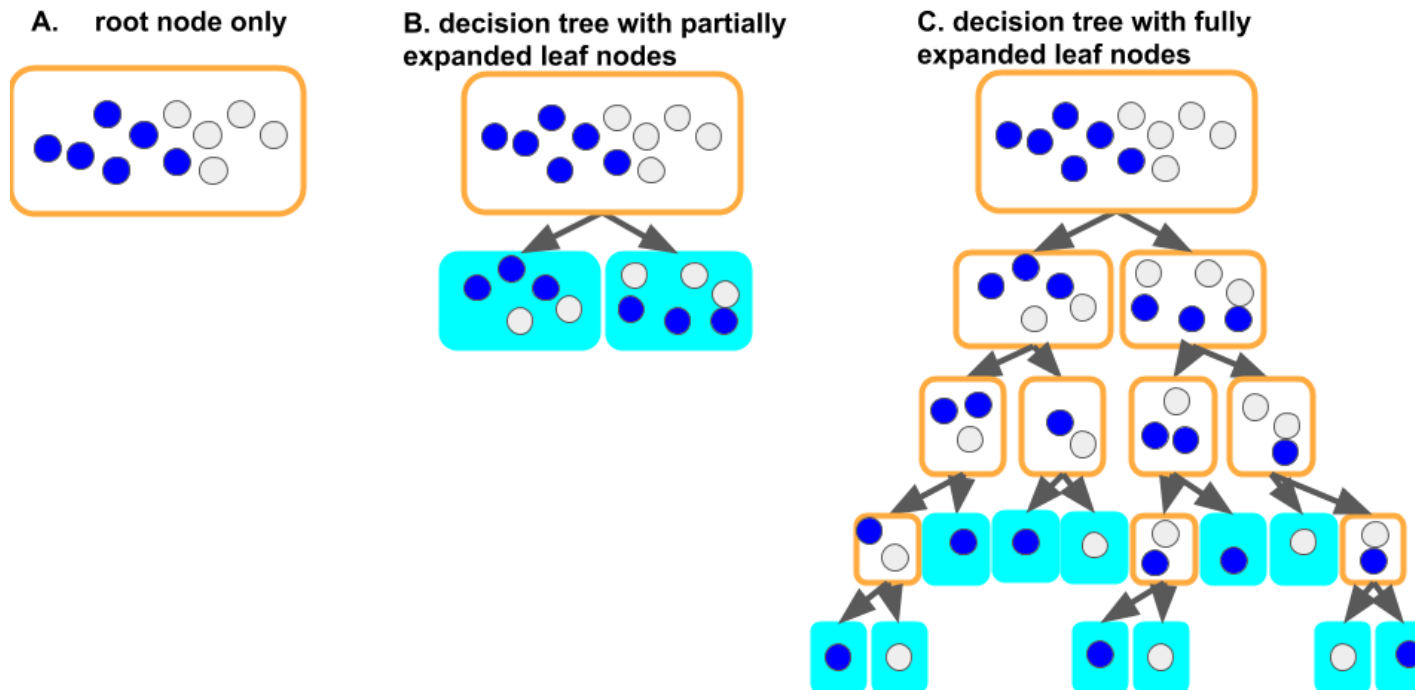 A. root node only
B. decision tree with partially
expanded leaf nodes
C. decision tree with fully
expanded leaf nodes